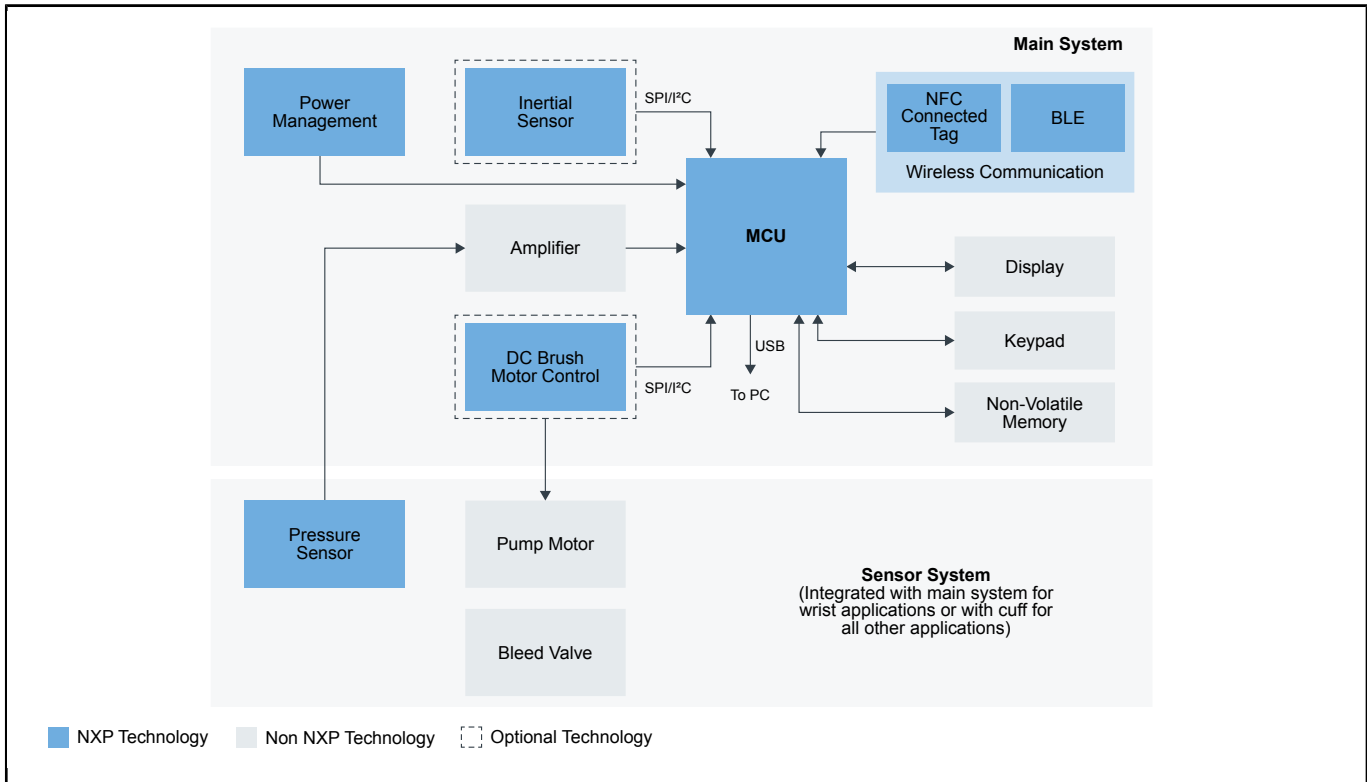 Main System
Power
Management
Inertial
Sensor
SPI/I²C
NFC
Connected
Tag
BLE
Wireless Communication
MCU
Amplifier
Display
DC Brush
Motor Control
SPI/I²C
USB
To PC
Keypad
Non-Volatile
Memory
Pressure
Sensor
Pump Motor
Sensor System
(Integrated with main system for
wrist applications or with cuff for
all other applications)
Bleed Valve
NXP Technology
Non NXP Technology
Optional Technology